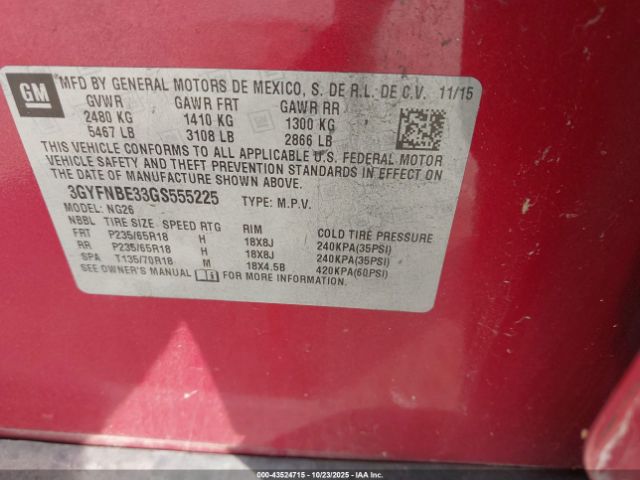 GM
MFD BY GENERAL MOTORS DE MEXICO, S. DE R.L. DE C.V. 11/15
GVWR GAWR FRT GAWR RR
2480 KG 1410 KG 1300 KG
5467 LB 3108 LB 2866 LB
THIS VEHICLE CONFORMS TO ALL APPLICABLE U.S. FEDERAL MOTOR
VEHICLE SAFETY AND THEFT PREVENTION STANDARDS IN EFFECT ON
THE DATE OF MANUFACTURE SHOWN ABOVE.
3GYFNBE33GS555225 TYPE: M.P.V.
MODEL: NG26
NBBL TIRE SIZE SPEED RTG RIM COLD TIRE PRESSURE
FRT P235/65R18 H 18X8J 240KPA(35PSI)
RR P235/65R18 H 18X8J 240KPA(35PSI)
SPA T135/70R18 M 18X4.5B 420KPA(60PSI)
SEE OWNER'S MANUAL FOR MORE INFORMATION.
000-43524715 - 10/23/2025 - IAAI.COM